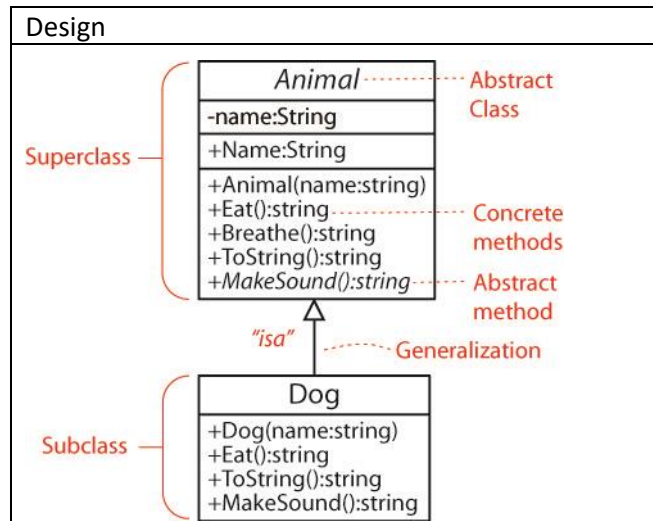 Design
Animal
Abstract
Class
-name:String
+Name:String
Superclass
+Animal(name:string)
+Eat():string
+Breathe():string
+ToString():string
+MakeSound():string
Concrete
methods
Abstract
method
"isa"
Generalization
Dog
Subclass
+Dog(name:string)
+Eat():string
+ToString():string
+MakeSound():string